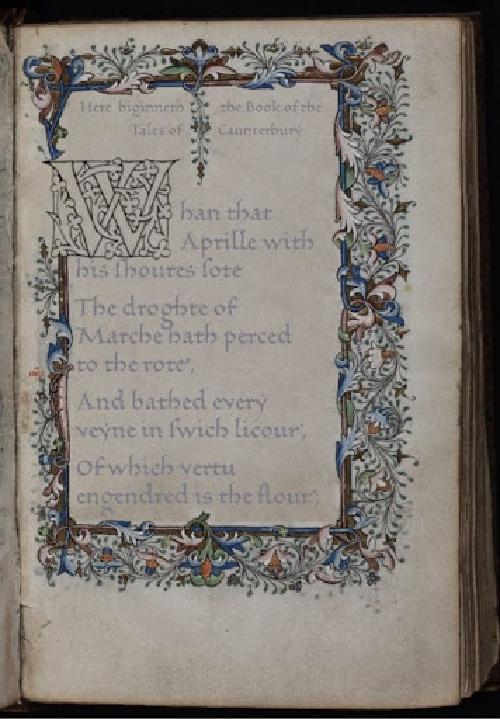 Here biginneth the Book of the
Tales of Caunterbury
Whan that
Aprille with
his ſhoures ſote
The droghte of
Marche hath perced
to the rote,
And bathed every
veyne in ſwich licour,
Of which vertu
engendred is the flour;